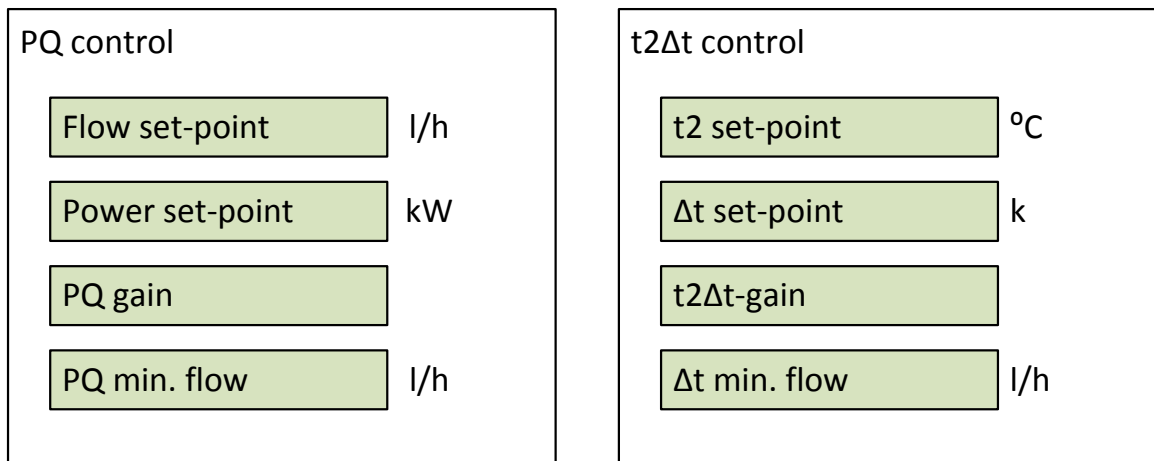 PQ control
Flow set-point l/h
Power set-point kW
PQ gain
PQ min. flow l/h
t2Δt control
t2 set-point ⁰C
Δt set-point k
t2Δt-gain
Δt min. flow l/h